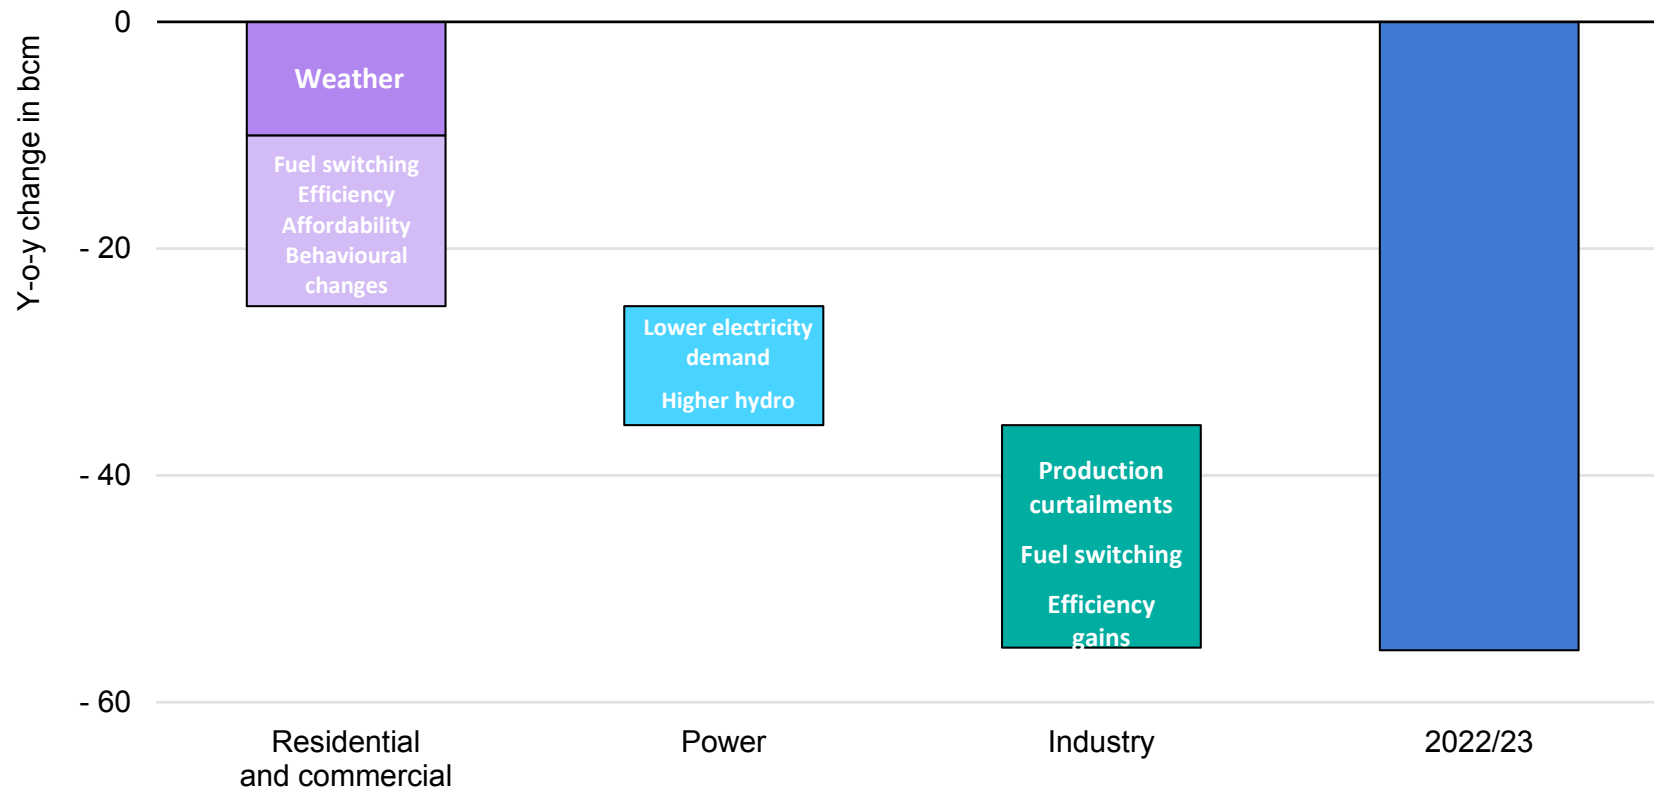 Y-o-y change in bcm
0
- 20
- 40
- 60
Weather
Fuel switching
Efficiency
Affordability
Behavioural
changes
Lower electricity
demand
Higher hydro
Production
curtailments
Fuel switching
Efficiency
gains
Residential
and commercial
Power
Industry
2022/23